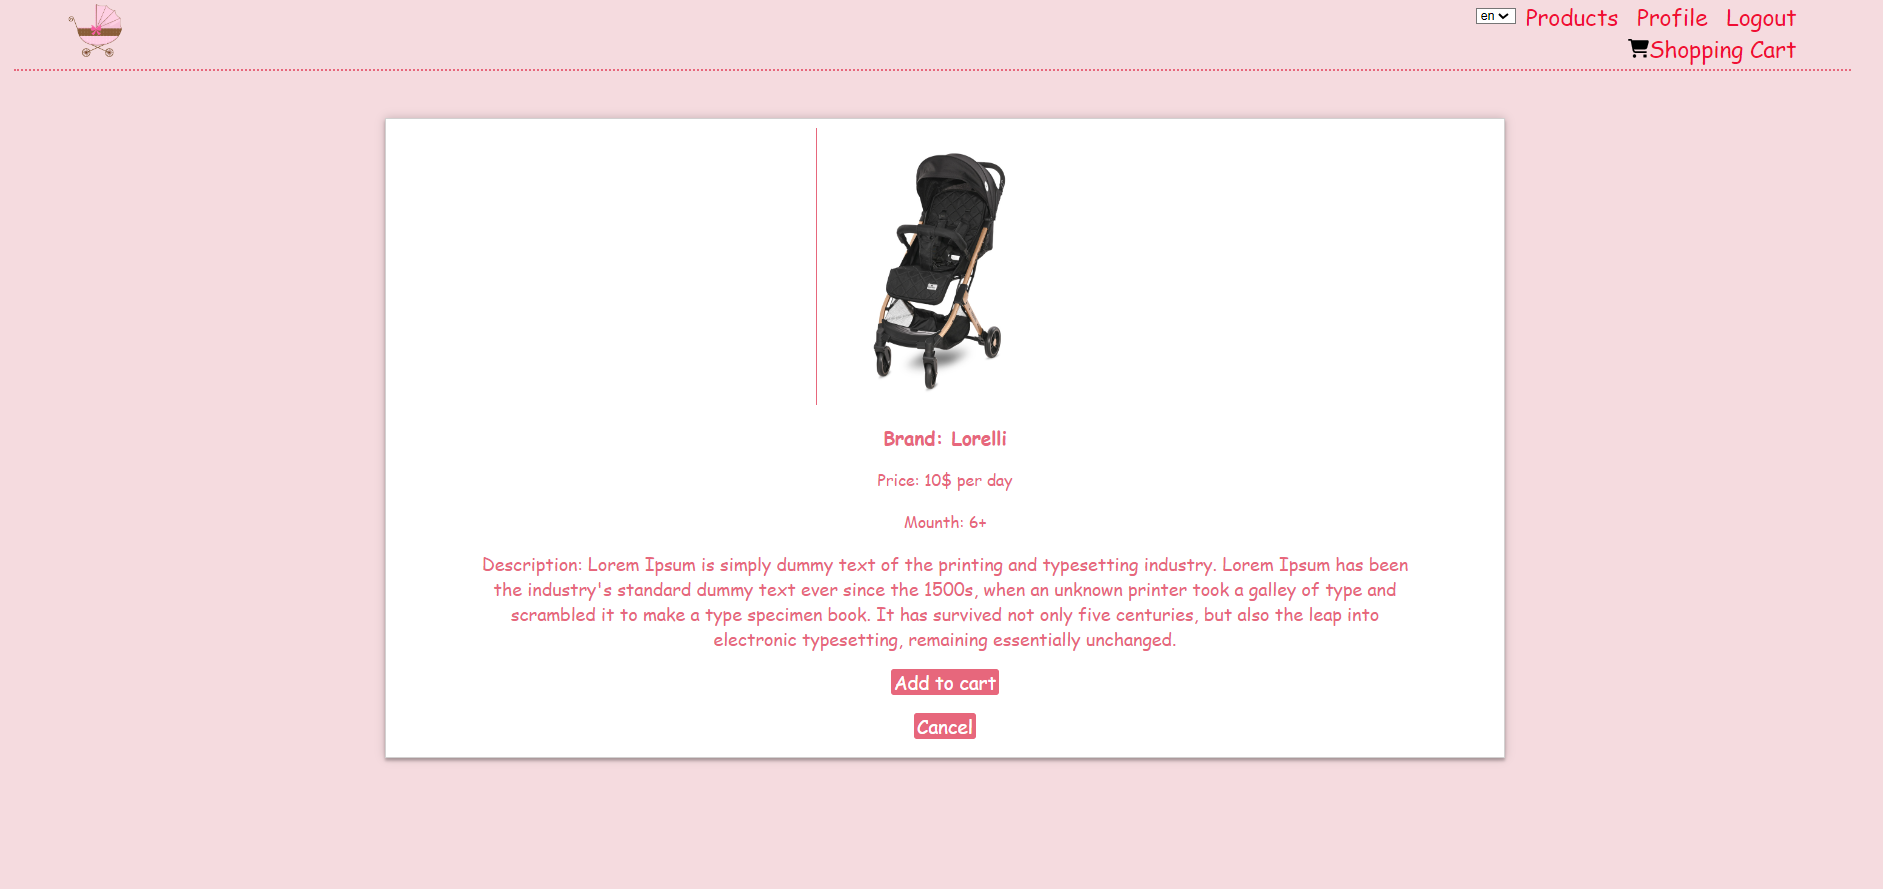 en Products Profile Logout
Shopping Cart
Brand: Lorelli
Price: 10$ per day
Mounth: 6+
Description: Lorem Ipsum is simply dummy text of the printing and typesetting industry. Lorem Ipsum has been
the industry's standard dummy text ever since the 1500s, when an unknown printer took a galley of type and
scrambled it to make a type specimen book. It has survived not only five centuries, but also the leap into
electronic typesetting, remaining essentially unchanged.
Add to cart
Cancel